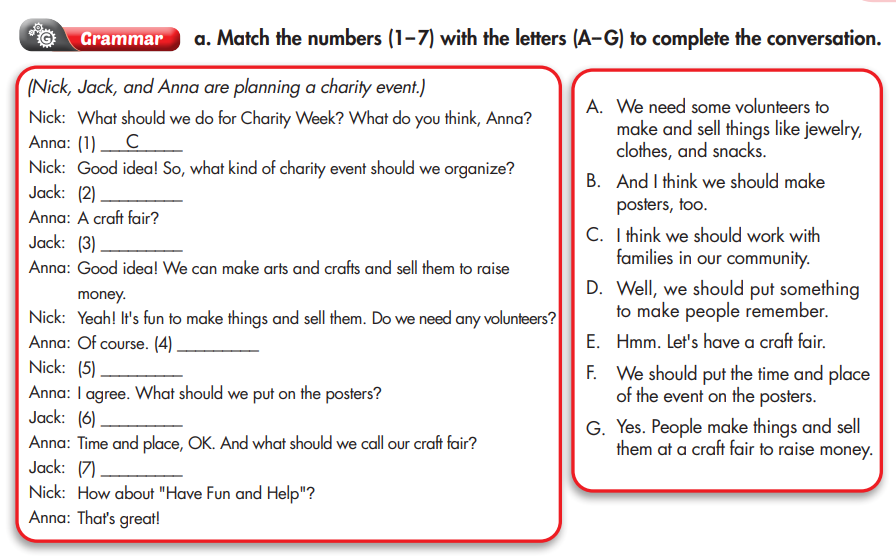 G Grammar
a. Match the numbers (1–7) with the letters (A–G) to complete the conversation.
(Nick, Jack, and Anna are planning a charity event.)
Nick: What should we do for Charity Week? What do you think, Anna?
Anna: (1) ___C______
Nick: Good idea! So, what kind of charity event should we organize?
Jack: (2) _________
Anna: A craft fair?
Jack: (3) _________
Anna: Good idea! We can make arts and crafts and sell them to raise
money.
Nick: Yeah! It's fun to make things and sell them. Do we need any volunteers?
Anna: Of course. (4) _________
Nick: (5) _________
Anna: I agree. What should we put on the posters?
Jack: (6) _________
Anna: Time and place, OK. And what should we call our craft fair?
Jack: (7) _________
Nick: How about "Have Fun and Help"?
Anna: That's great!
A. We need some volunteers to
make and sell things like jewelry,
clothes, and snacks.
B. And I think we should make
posters, too.
C. I think we should work with
families in our community.
D. Well, we should put something
to make people remember.
E. Hmm. Let's have a craft fair.
F. We should put the time and place
of the event on the posters.
G. Yes. People make things and sell
them at a craft fair to raise money.